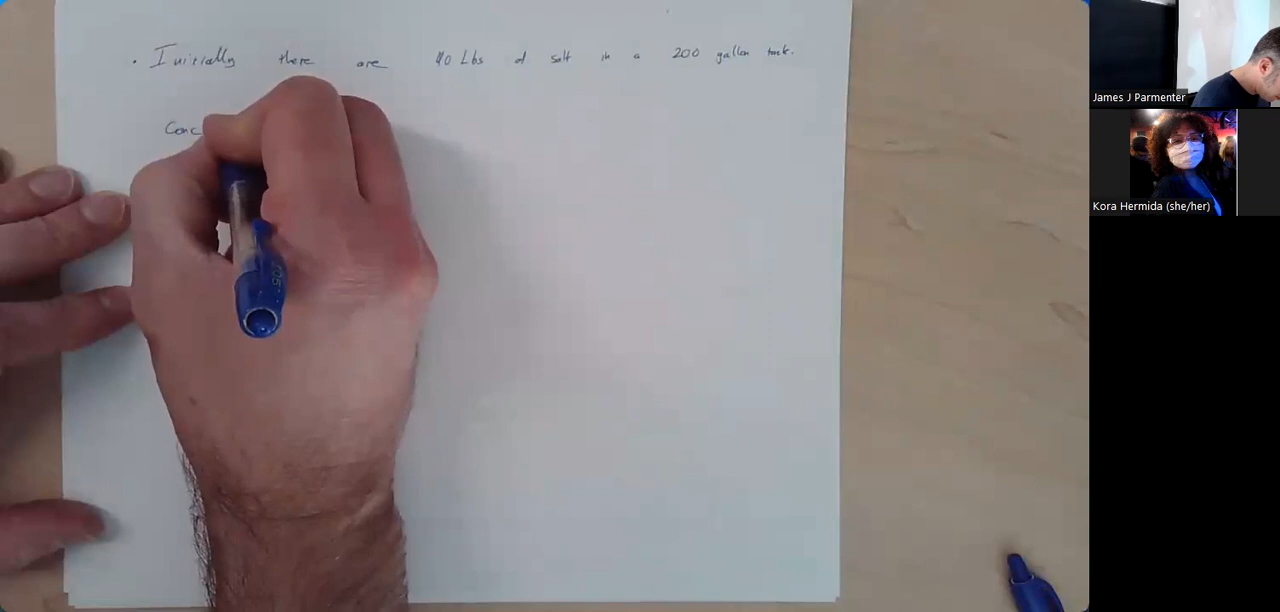 • Initially there are 40 Lbs of salt in a 200 gallon tank.
Conc
James J Parmenter
Kora Hermida (she/her)